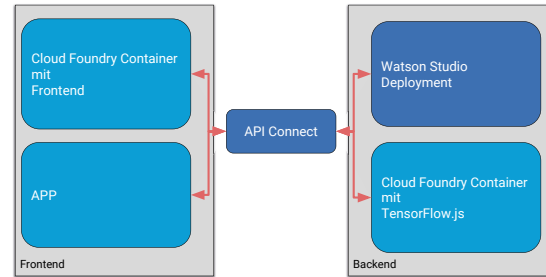 Cloud Foundry Container
mit
Frontend
APP
Frontend
API Connect
Watson Studio
Deployment
Cloud Foundry Container
mit
TensorFlow.js
Backend